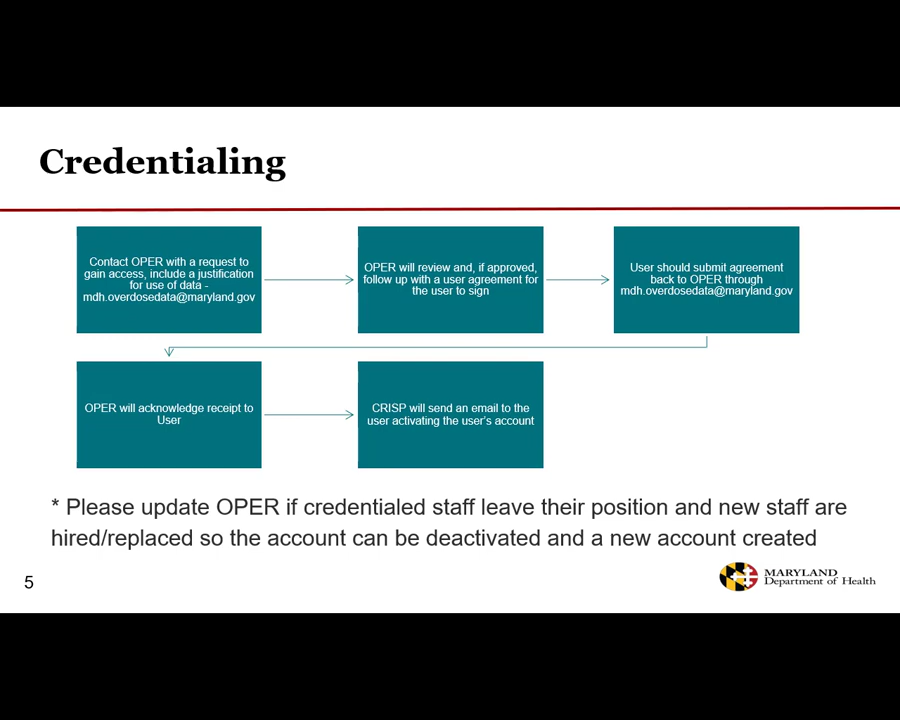 Credentialing
Contact OPER with a request to
gain access, include a justification
for use of data -
mdh.overdosedata@maryland.gov
OPER will review and, if approved,
follow up with a user agreement for
the user to sign
User should submit agreement
back to OPER through
mdh.overdosedata@maryland.gov
OPER will acknowledge receipt to
User
CRISP will send an email to the
user activating the user's account
* Please update OPER if credentialed staff leave their position and new staff are
hired/replaced so the account can be deactivated and a new account created
5
MARYLAND
Department of Health